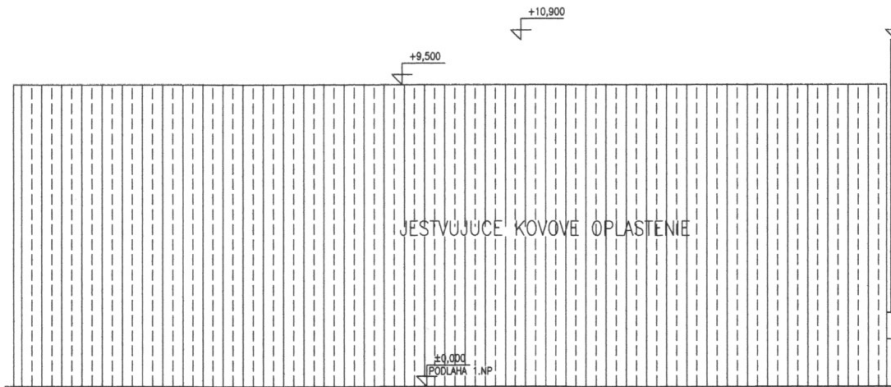 +10,900
+9,500
JESTVUJUCE KOVOVE OPLASTENIE
±0,000
PODLAHA 1.NP